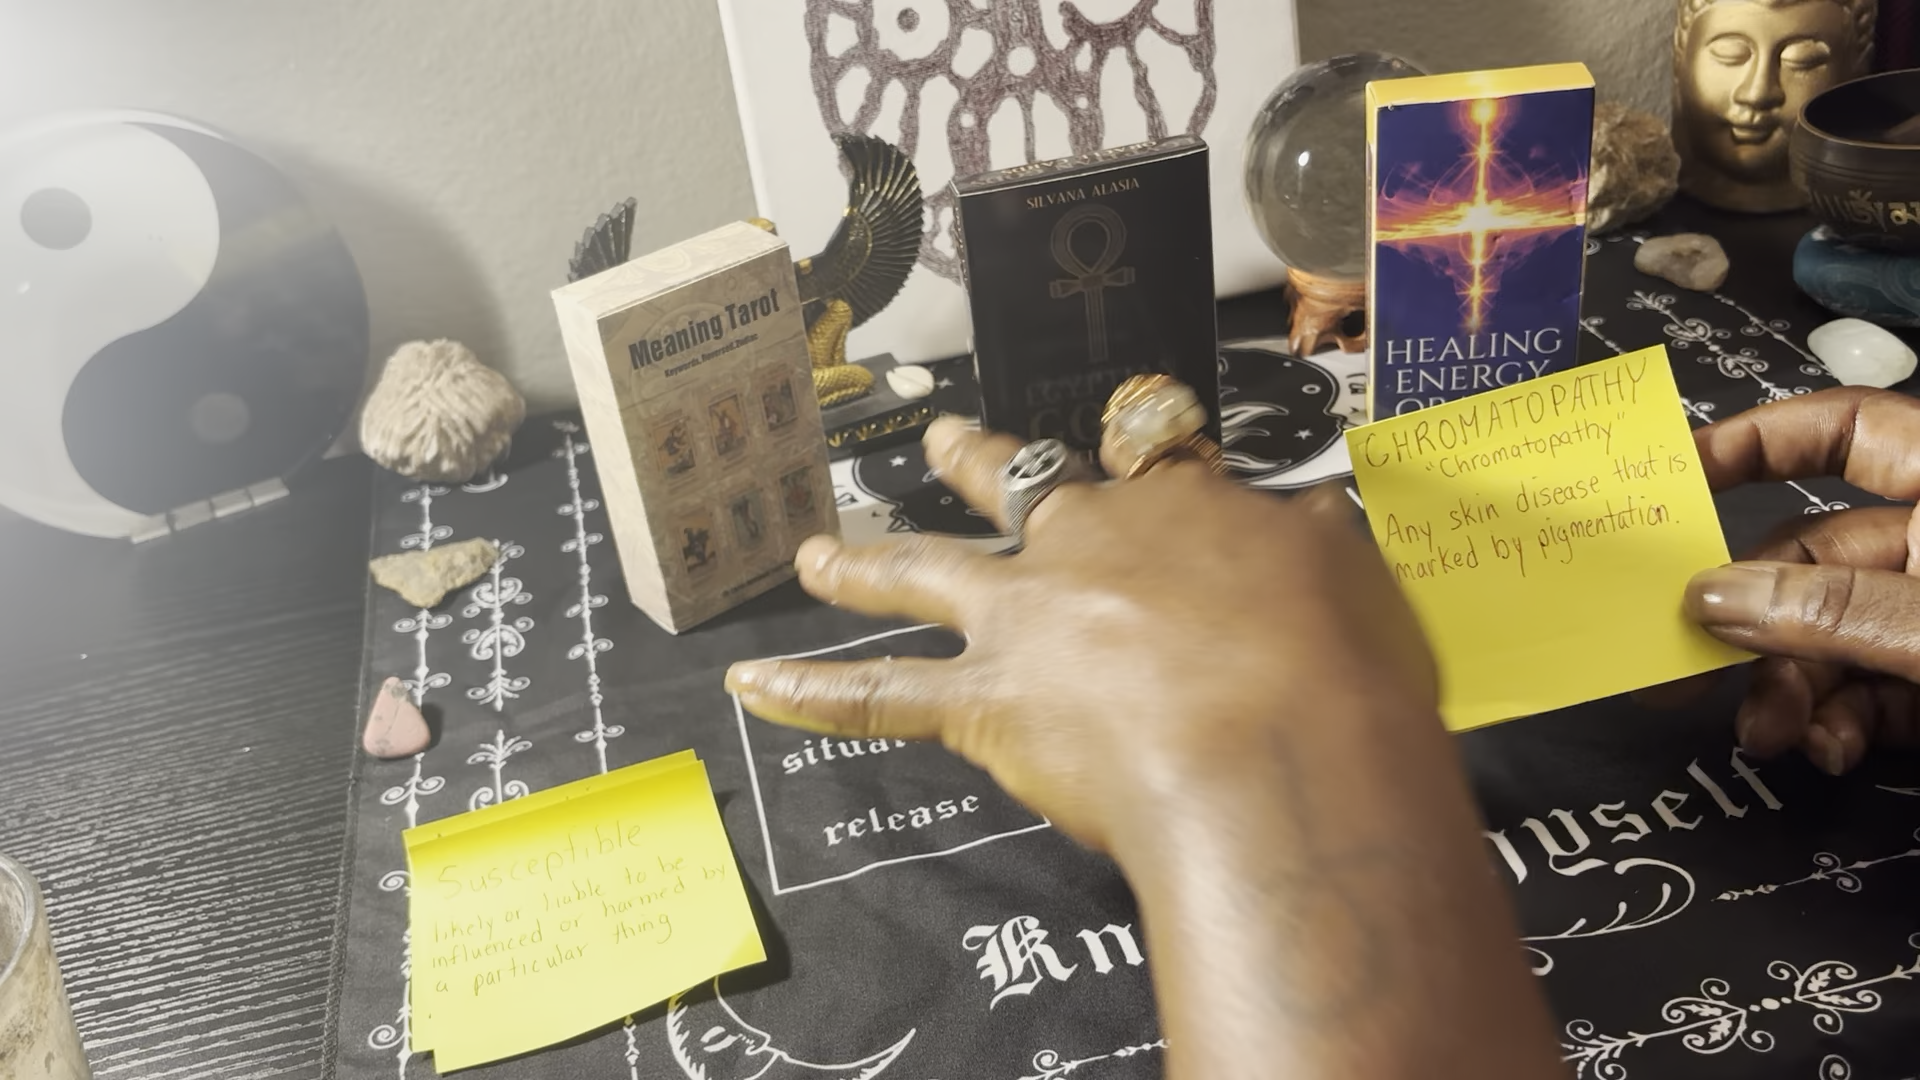 SILVANA ALASIA
Meaning Tarot
Keywords, Reversed, Zodiac
HEALING
ENERGY
CHROMATOPATHY
"Chromatopathy"
Any skin disease that is
marked by pigmentation.
release
Susceptible
likely or liable to be
influenced or harmed by
a particular thing